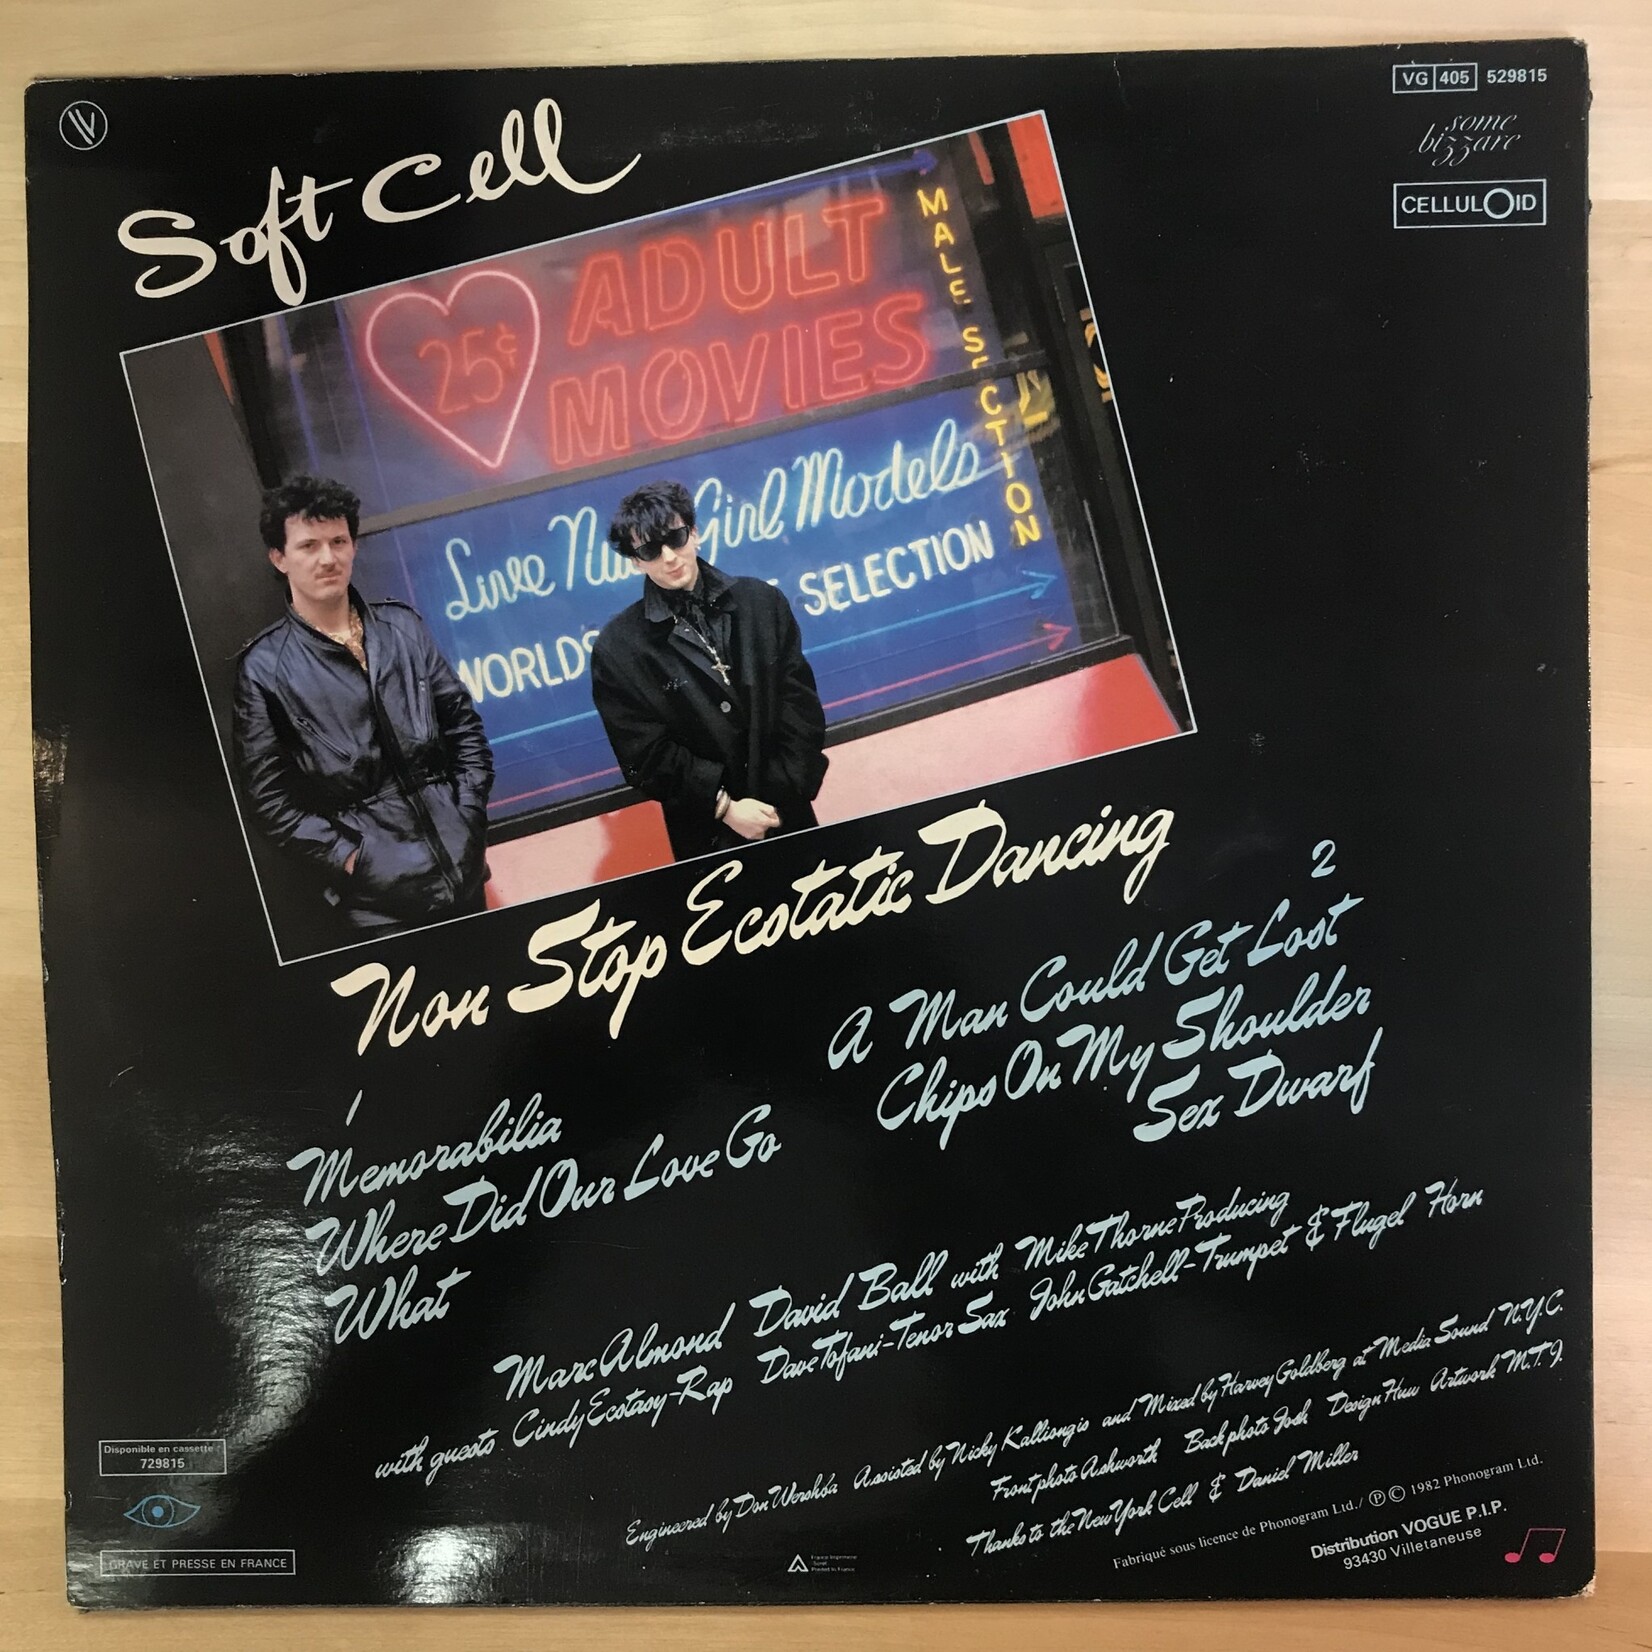 VG 405 529815
some
bizzare
CELLULOID
Soft Cell
25¢
ADULT
MOVIES
MALE SECTION
Live Girl Models
SELECTION
Non Stop Ecstatic Dancing
1
Memorabilia
Where Did Our Love Go
What
2
A Man Could Get Lost
Chips On My Shoulder
Sex Dwarf
Marc Almond David Ball with Mike Thorne Producing
with guests Cindy Ecstasy-Rap Dave Tofani-Tenor Sax John Gatchell-Trumpet & Flugel Horn
Engineered by Don Wershba Assisted by Nicky Kalliongis and Mixed by Harvey Goldberg at Media Sound N.Y.C.
Front photo Ashworth Back photo Josh Design Huw Artwork M.T.I.
Thanks to the New York Cell & Daniel Miller
Fabriqué sous licence de Phonogram Ltd./ ℗ © 1982 Phonogram Ltd.
Distribution VOGUE P.I.P.
93430 Villetaneuse
Disponible en cassette
729815
GRAVE ET PRESSE EN FRANCE
Printed in France